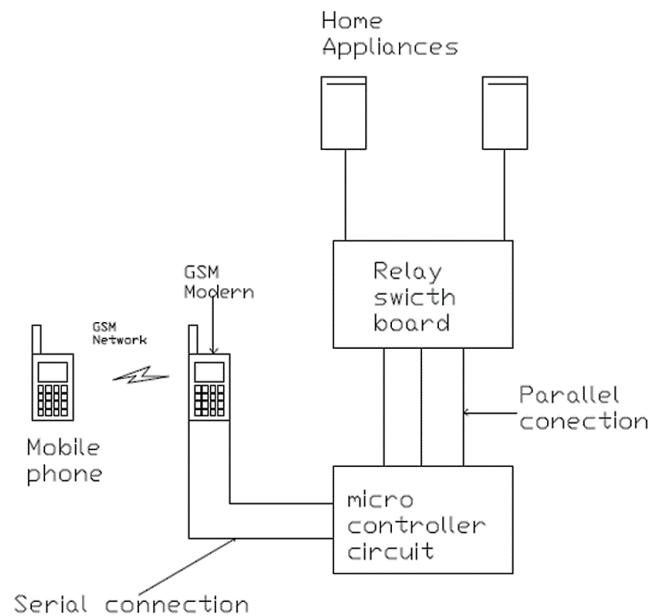 Home
Appliances
Relay
swicth
board
GSM
Modern
GSM
Network
Mobile
phone
Parallel
conection
micro
controller
circuit
Serial connection